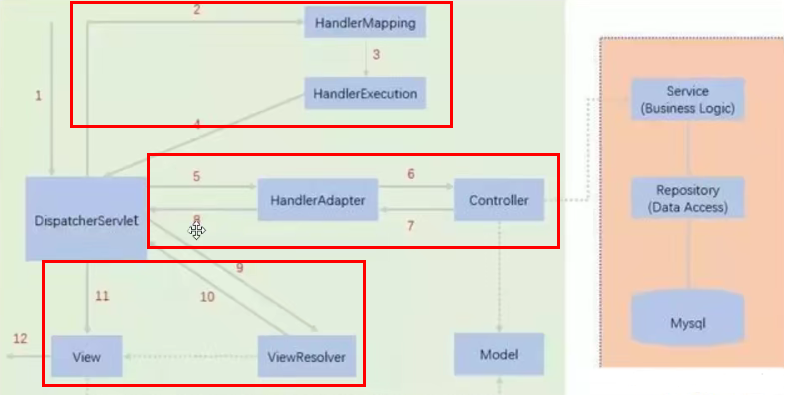 2
HandlerMapping
3
1
HandlerExecution
4
Service
(Business Logic)
5
6
HandlerAdapter
Controller
Repository
(Data Access)
DispatcherServlet
8
7
9
10
11
12
View
ViewResolver
Model
Mysql